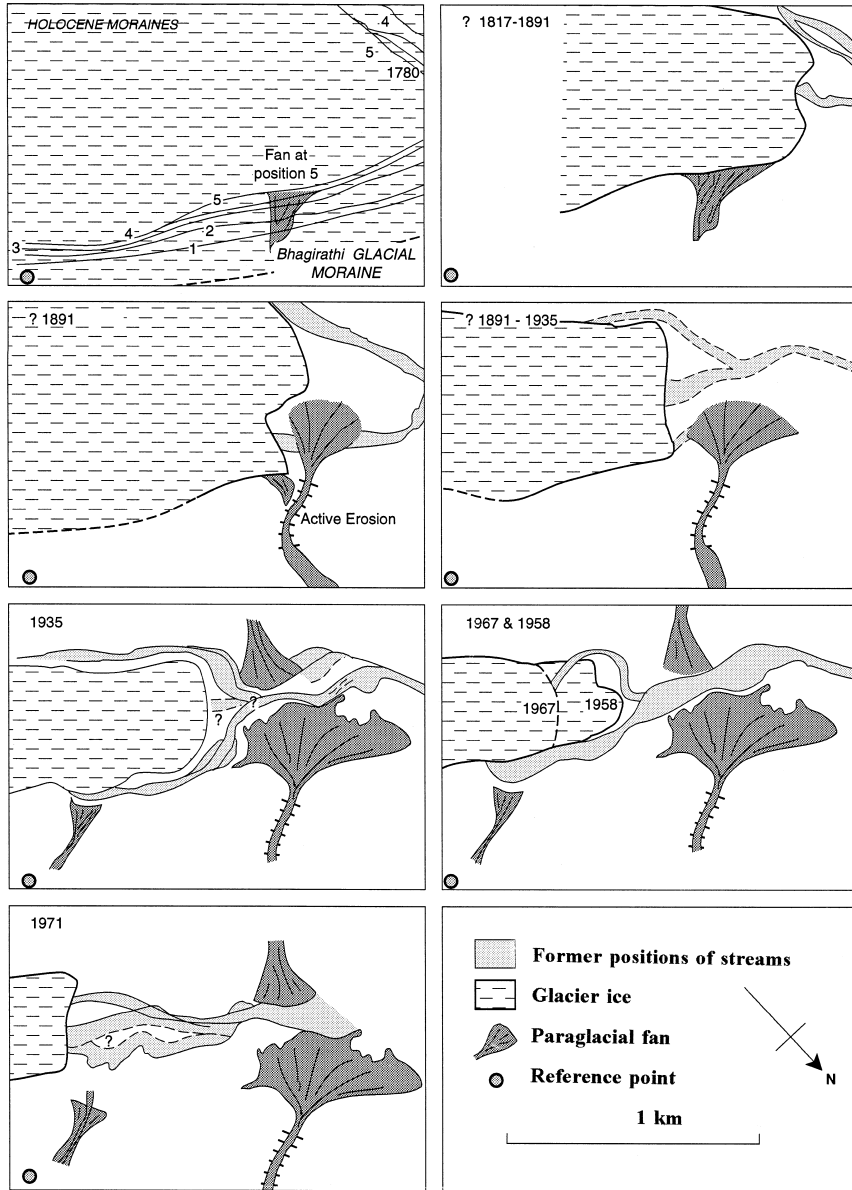 HOLOCENE MORAINES
4
5
1780
Fan at
position 5
5
4
2
3
1
Bhagirathi GLACIAL
MORAINE
? 1817-1891
? 1891
Active Erosion
? 1891 - 1935
1935
?
?
1967 & 1958
1967
1958
1971
?
Former positions of streams
Glacier ice
Paraglacial fan
Reference point
N
1 km